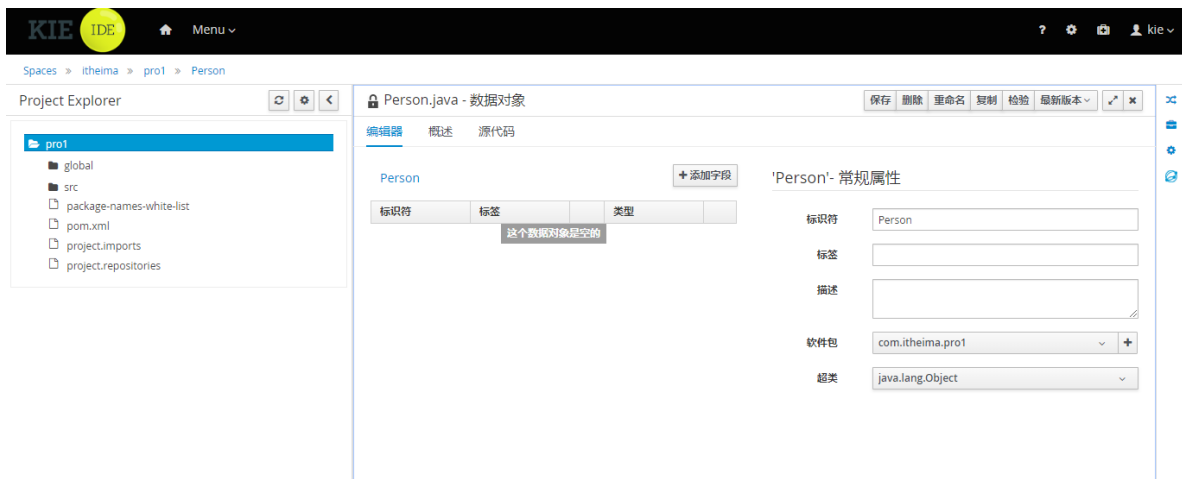 KIE IDE Menu ? kie
Spaces » itheima » pro1 » Person
Project Explorer
pro1
global
src
package-names-white-list
pom.xml
project.imports
project.repositories
Person.java - 数据对象
保存 删除 重命名 复制 检验 最新版本
编辑器 概述 源代码
Person
+添加字段
标识符 标签 类型
这个数据对象是空的
'Person'- 常规属性
标识符 Person
标签
描述
软件包 com.itheima.pro1 +
超类 java.lang.Object